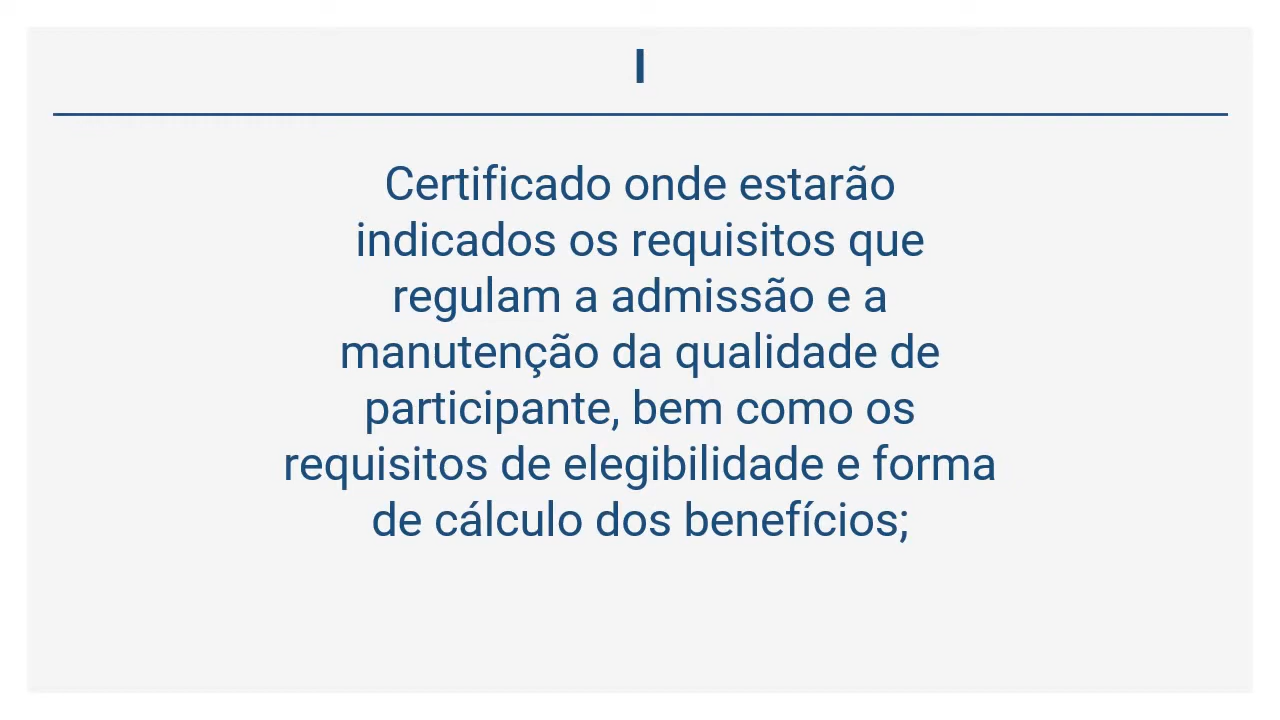 I
Certificado onde estarão
indicados os requisitos que
regulam a admissão e a
manutenção da qualidade de
participante, bem como os
requisitos de elegibilidade e forma
de cálculo dos benefícios;